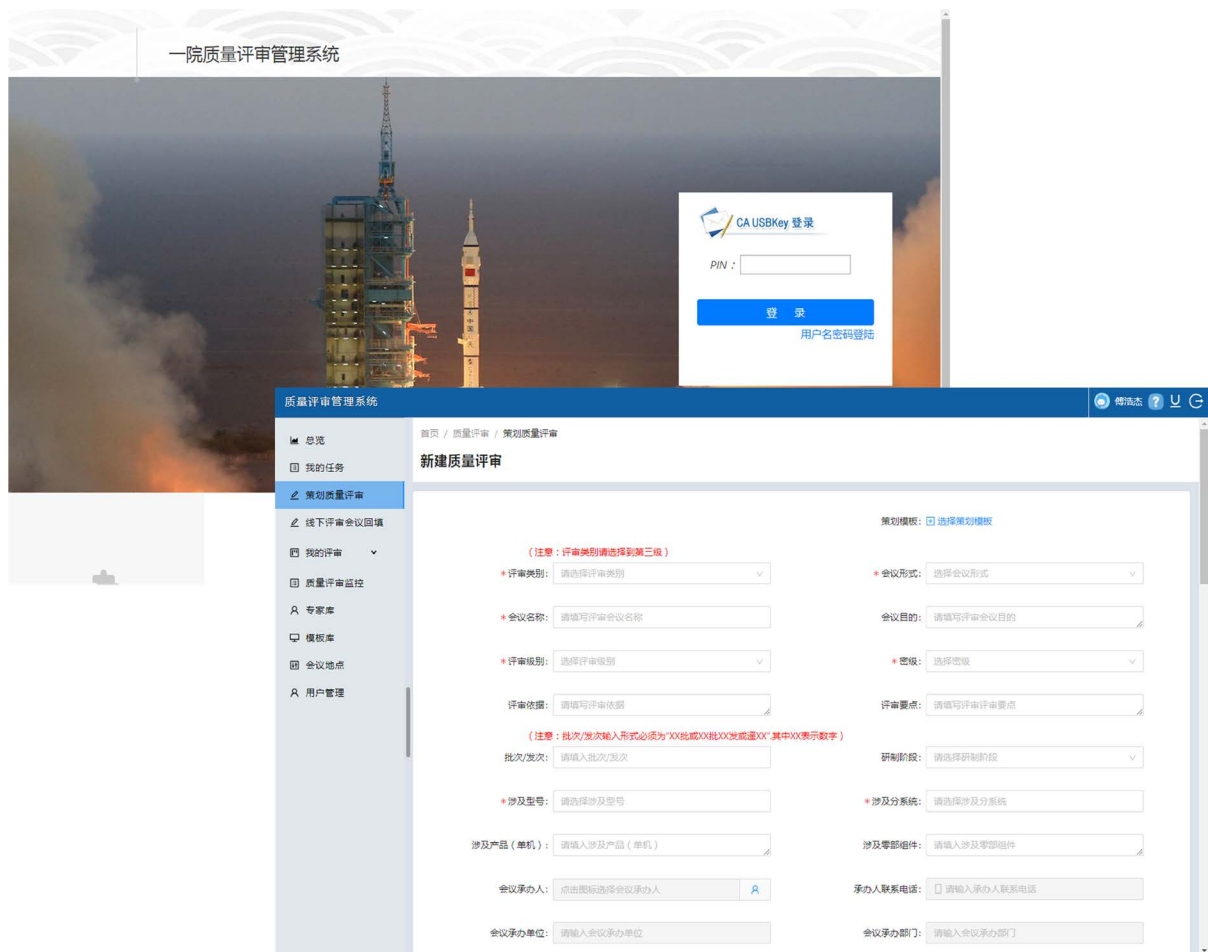 一院质量评审管理系统
中国航天
CA USBKey 登录
PIN：
登 录
用户名密码登陆
质量评审管理系统
傅浩杰
总览
我的任务
策划质量评审
线下评审会议回填
我的评审
质量评审监控
专家库
模板库
会议地点
用户管理
首页 / 质量评审 / 策划质量评审
新建质量评审
策划模板: 选择策划模板
（注意：评审类别请选择到第三级）
*评审类别: 请选择评审类别
*会议形式: 选择会议形式
*会议名称: 请填写评审会议名称
会议目的: 请填写评审会议目的
*评审级别: 选择评审级别
*密级: 选择密级
评审依据: 请填写评审依据
评审要点: 请填写评审评审要点
（注意：批次/发次输入形式必须为"XX批或XX批XX发或遥XX",其中XX表示数字）
批次/发次: 请填入批次/发次
研制阶段: 请选择研制阶段
*涉及型号: 请选择涉及型号
*涉及分系统: 请选择涉及分系统
涉及产品（单机）: 请填入涉及产品（单机）
涉及零部组件: 请填入涉及零部组件
会议承办人: 点击图标选择会议承办人
承办人联系电话: 请输入承办人联系电话
会议承办单位: 请输入会议承办单位
会议承办部门: 请输入会议承办部门